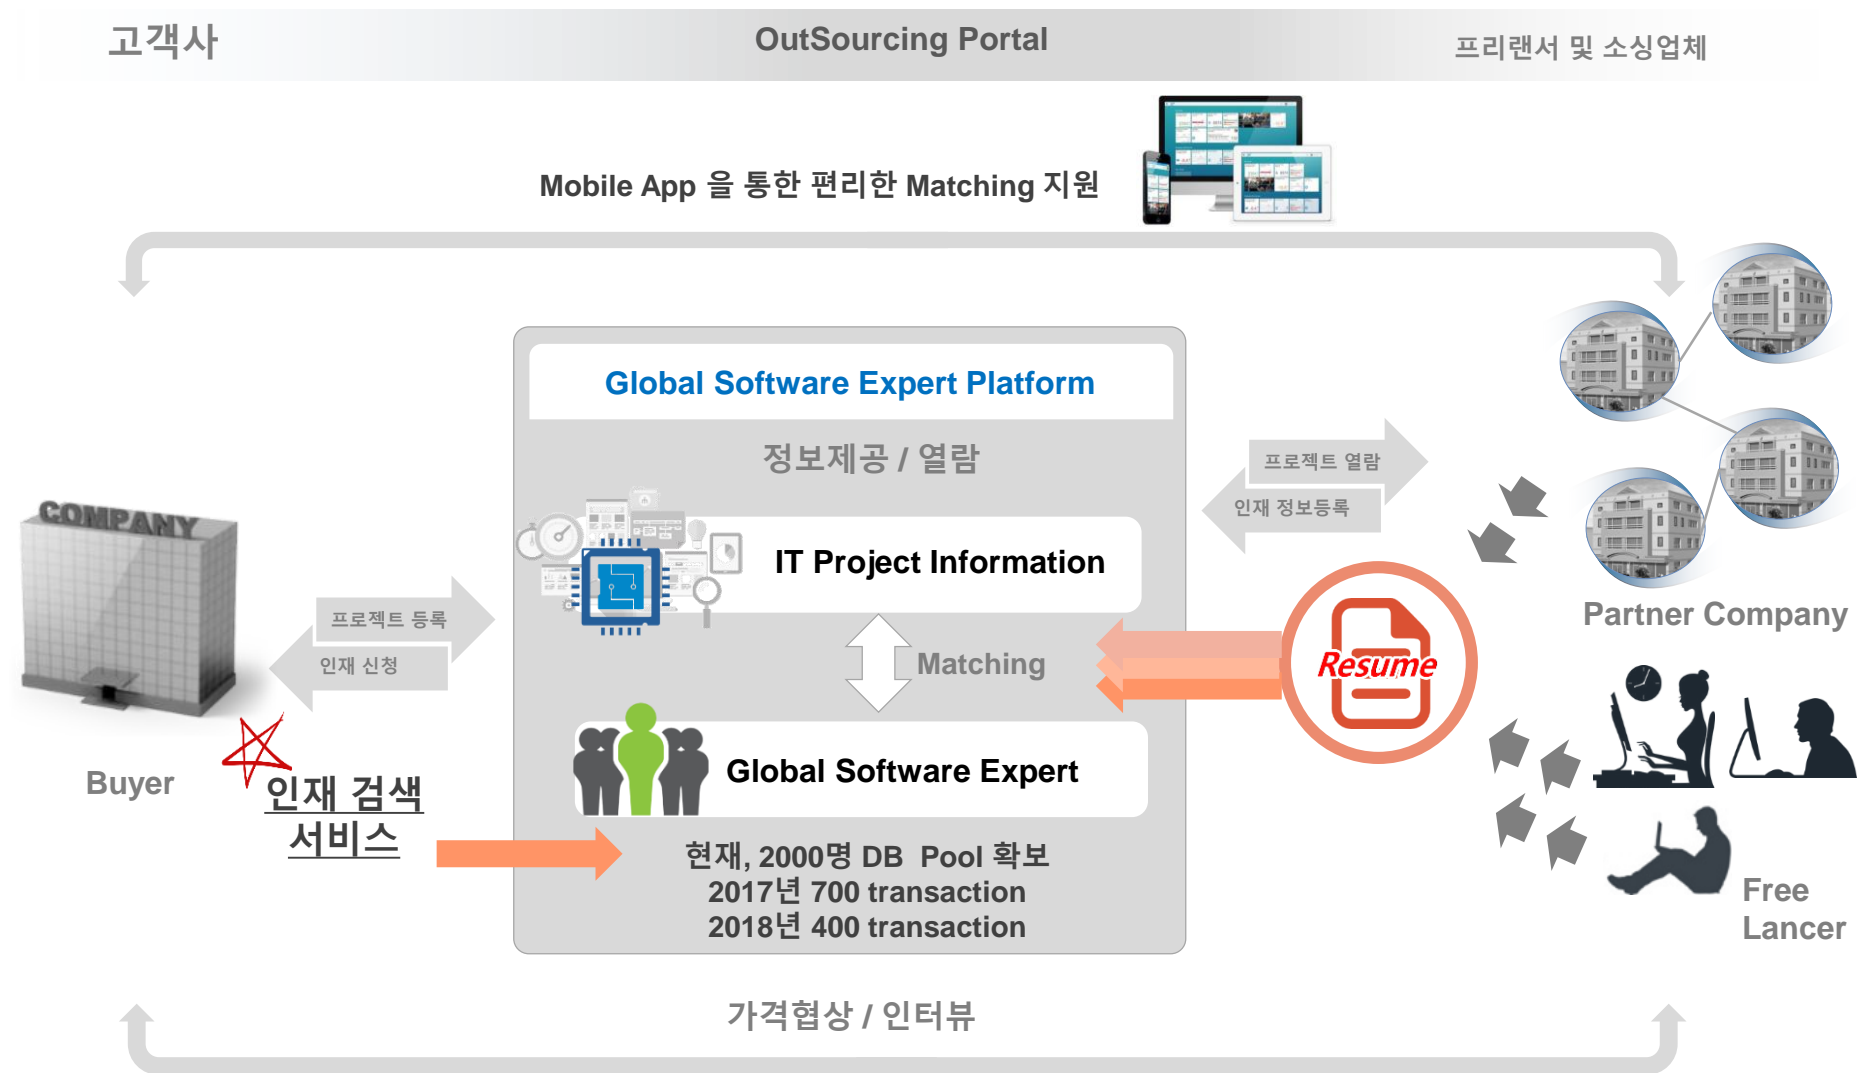 고객사
OutSourcing Portal
프리랜서 및 소싱업체
Mobile App 을 통한 편리한 Matching 지원
Global Software Expert Platform
정보제공 / 열람
프로젝트 열람
인재 정보등록
COMPANY
IT Project Information
프로젝트 등록
인재 신청
Matching
Resume
Partner Company
Buyer
인재 검색
서비스
Global Software Expert
현재, 2000명 DB  Pool 확보
2017년 700 transaction
2018년 400 transaction
Free
Lancer
가격협상 / 인터뷰